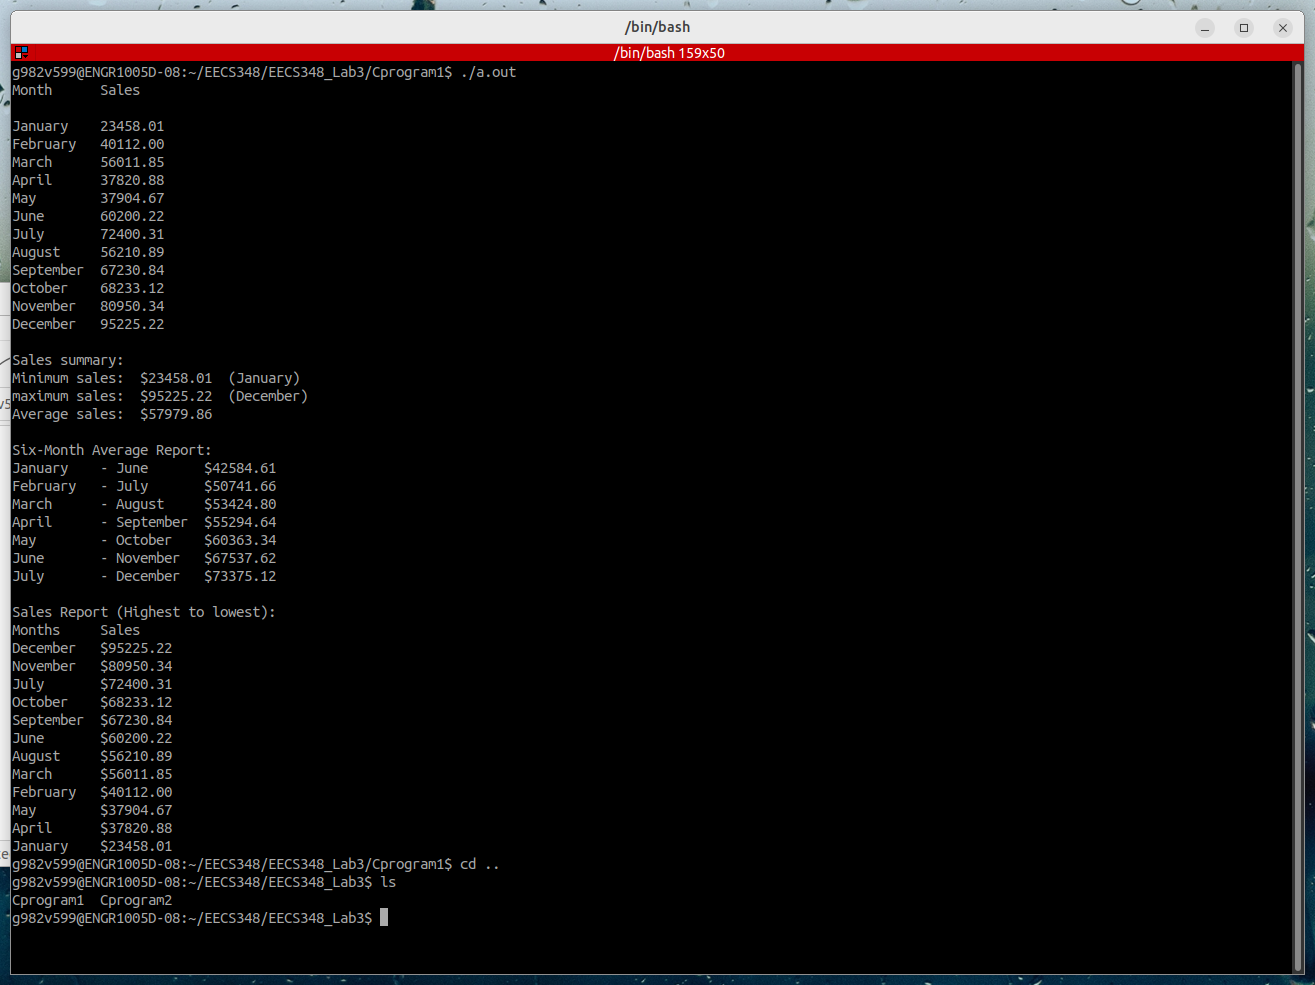 /bin/bash
/bin/bash 159x50
g982v599@ENGR1005D-08:~/EECS348/EECS348_Lab3/Cprogram1$ ./a.out
Month      Sales
January    23458.01
February   40112.00
March      56011.85
April      37820.88
May        37904.67
June       60200.22
July       72400.31
August     56210.89
September  67230.84
October    68233.12
November   80950.34
December   95225.22
Sales summary:
Minimum sales:  $23458.01  (January)
maximum sales:  $95225.22  (December)
Average sales:  $57979.86
Six-Month Average Report:
January    - June       $42584.61
February   - July       $50741.66
March      - August     $53424.80
April      - September  $55294.64
May        - October    $60363.34
June       - November   $67537.62
July       - December   $73375.12
Sales Report (Highest to lowest):
Months     Sales
December   $95225.22
November   $80950.34
July       $72400.31
October    $68233.12
September  $67230.84
June       $60200.22
August     $56210.89
March      $56011.85
February   $40112.00
May        $37904.67
April      $37820.88
January    $23458.01
g982v599@ENGR1005D-08:~/EECS348/EECS348_Lab3/Cprogram1$ cd ..
g982v599@ENGR1005D-08:~/EECS348/EECS348_Lab3$ ls
Cprogram1  Cprogram2
g982v599@ENGR1005D-08:~/EECS348/EECS348_Lab3$